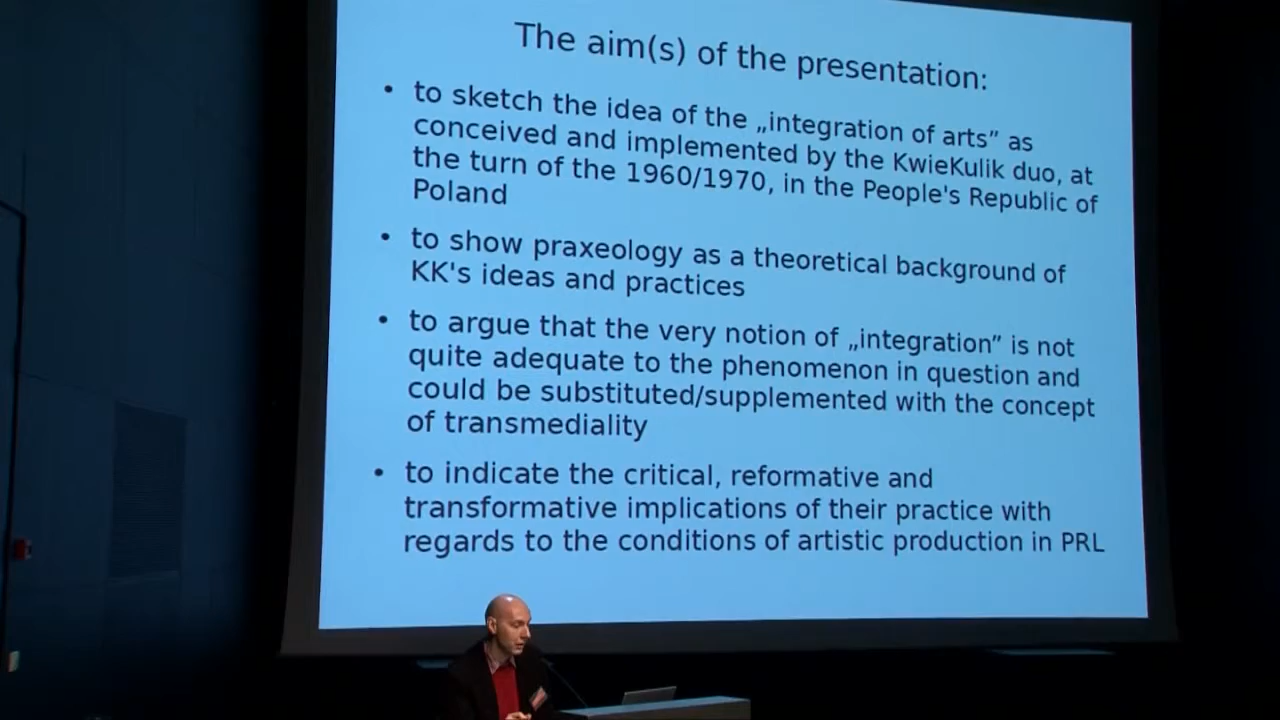 The aim(s) of the presentation:
• to sketch the idea of the „integration of arts” as
conceived and implemented by the KwieKulik duo, at
the turn of the 1960/1970, in the People's Republic of
Poland
• to show praxeology as a theoretical background of
KK's ideas and practices
• to argue that the very notion of „integration” is not
quite adequate to the phenomenon in question and
could be substituted/supplemented with the concept
of transmediality
• to indicate the critical, reformative and
transformative implications of their practice with
regards to the conditions of artistic production in PRL